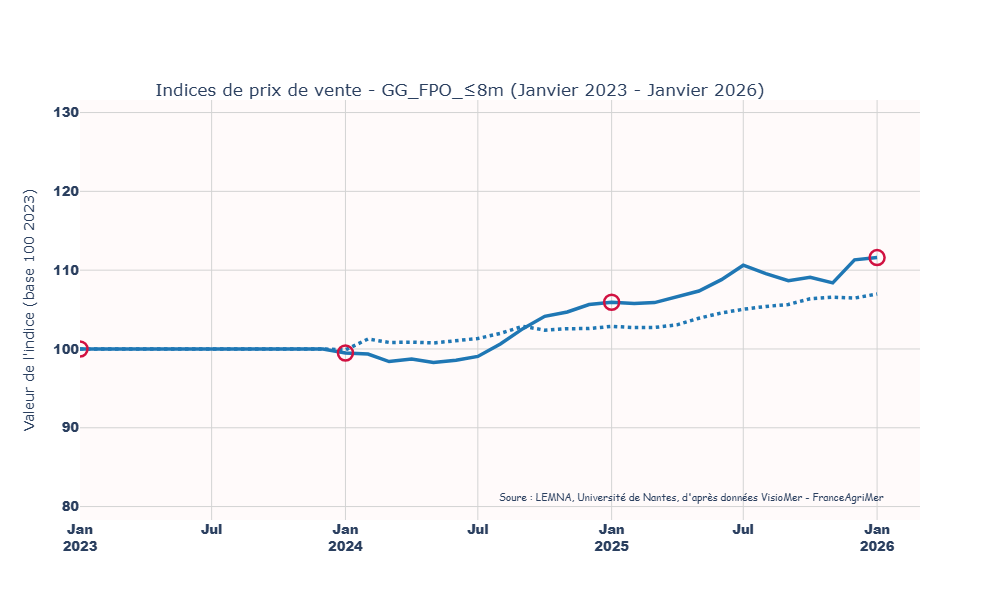 Indices de prix de vente - GG_FPO_≤8m (Janvier 2023 - Janvier 2026)
Valeur de l'indice (base 100 2023)
130
120
110
100
90
80
Soure : LEMNA, Université de Nantes, d'après données VisioMer - FranceAgriMer
Jan Jul Jan Jul Jan Jul Jan
2023 2024 2025 2026